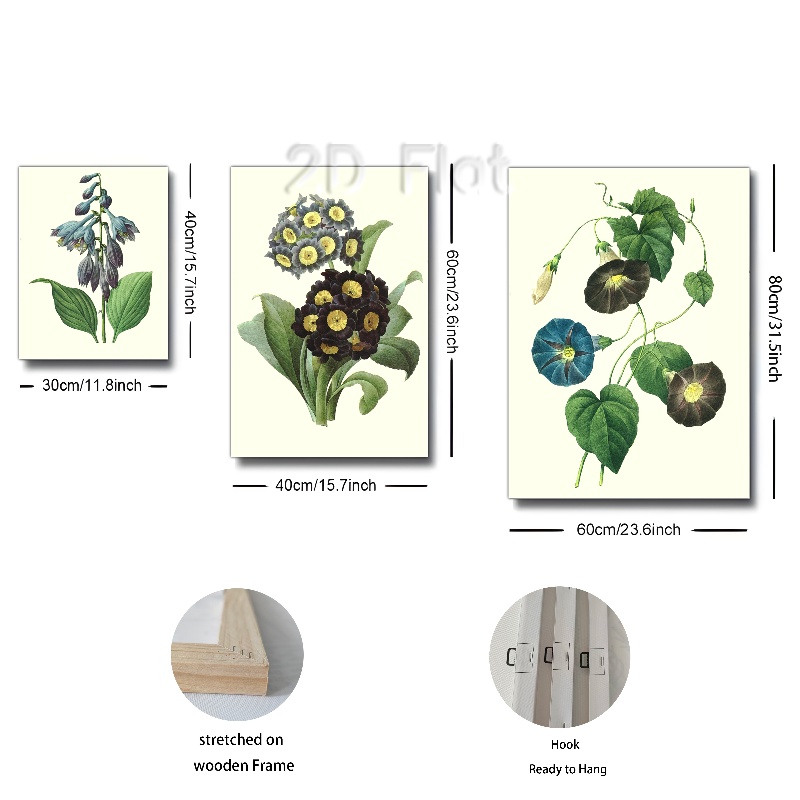 2D Flat
40cm/15.7inch
30cm/11.8inch
60cm/23.6inch
40cm/15.7inch
80cm/31.5inch
60cm/23.6inch
stretched on
wooden Frame
Hook
Ready to Hang